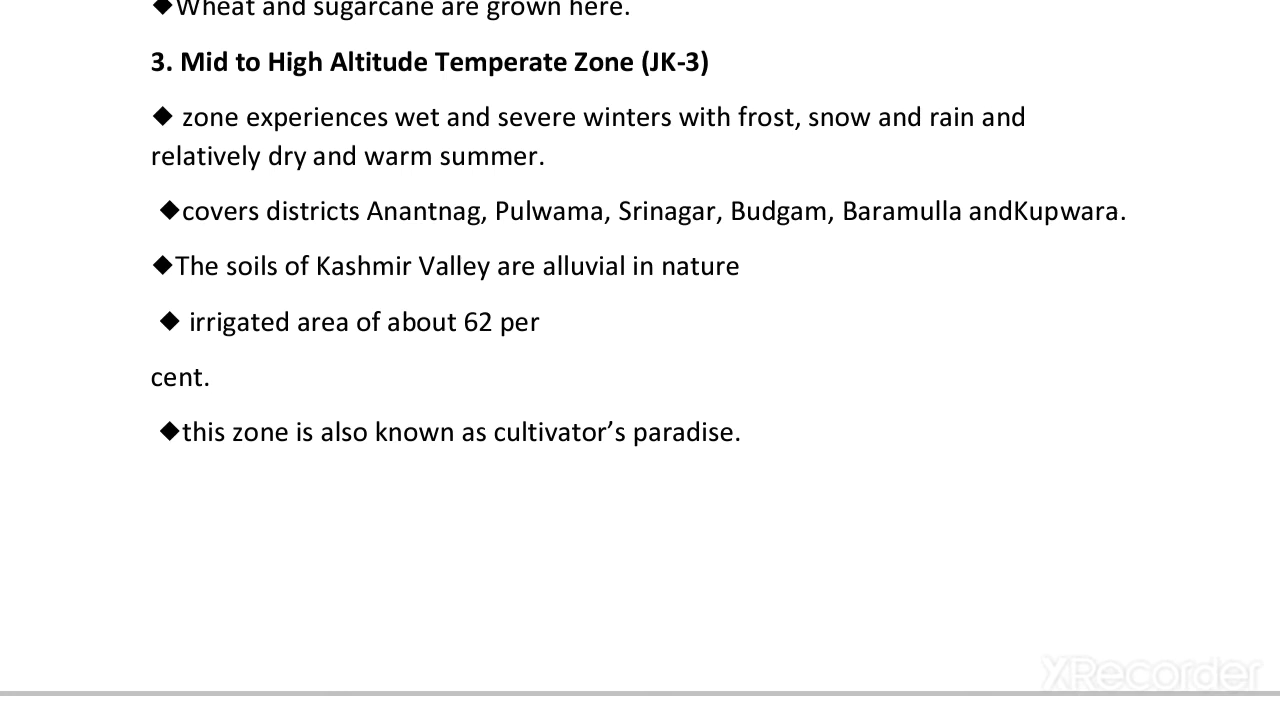 ◆Wheat and sugarcane are grown here.
3. Mid to High Altitude Temperate Zone (JK-3)
◆ zone experiences wet and severe winters with frost, snow and rain and
relatively dry and warm summer.
◆covers districts Anantnag, Pulwama, Srinagar, Budgam, Baramulla andKupwara.
◆The soils of Kashmir Valley are alluvial in nature
◆ irrigated area of about 62 per
cent.
◆this zone is also known as cultivator’s paradise.
XRecorder